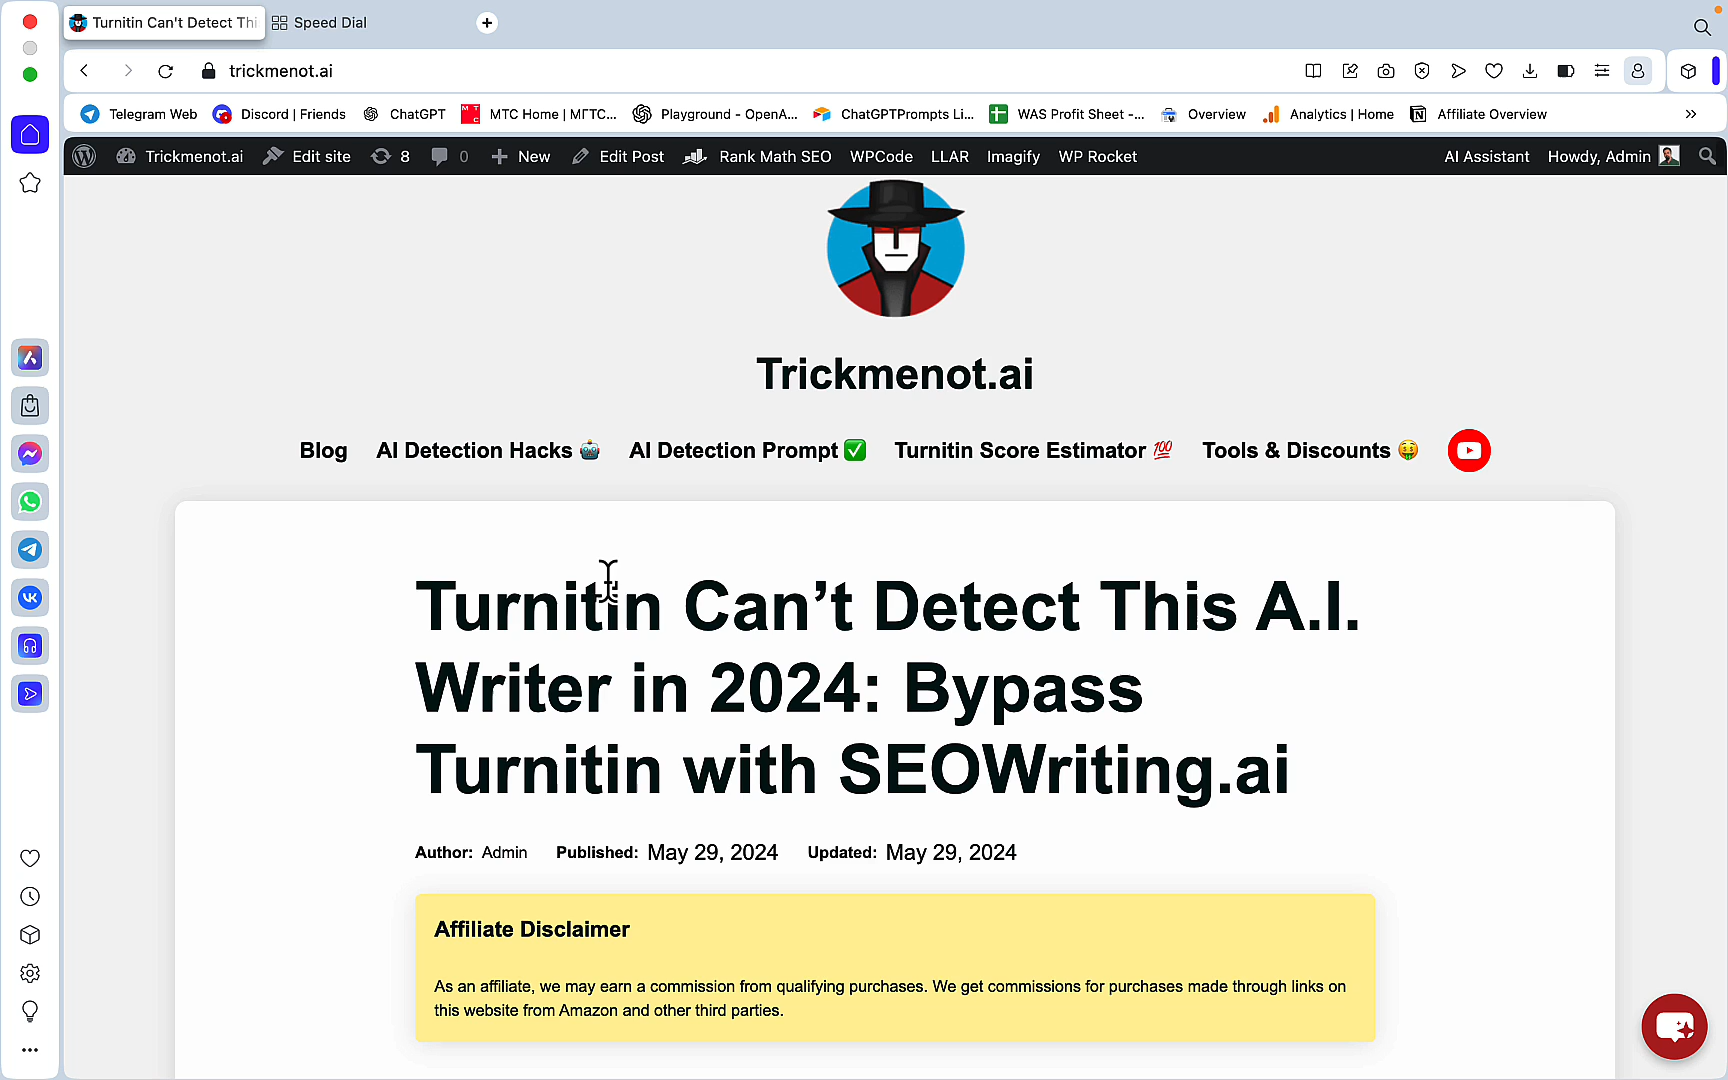 Turnitin Can't Detect Thi
Speed Dial
trickmenot.ai
Telegram Web
Discord | Friends
ChatGPT
MTC Home | МГТС...
Playground - OpenA...
ChatGPTPrompts Li...
WAS Profit Sheet -...
Overview
Analytics | Home
Affiliate Overview
Trickmenot.ai
Edit site
8
0
New
Edit Post
Rank Math SEO
WPCode
LLAR
Imagify
WP Rocket
AI Assistant
Howdy, Admin
Trickmenot.ai
Blog
AI Detection Hacks 🤖
AI Detection Prompt ✅
Turnitin Score Estimator 💯
Tools & Discounts 🤑
Turnitin Can’t Detect This A.I.
Writer in 2024: Bypass
Turnitin with SEOWriting.ai
Author: Admin Published: May 29, 2024 Updated: May 29, 2024
Affiliate Disclaimer
As an affiliate, we may earn a commission from qualifying purchases. We get commissions for purchases made through links on
this website from Amazon and other third parties.